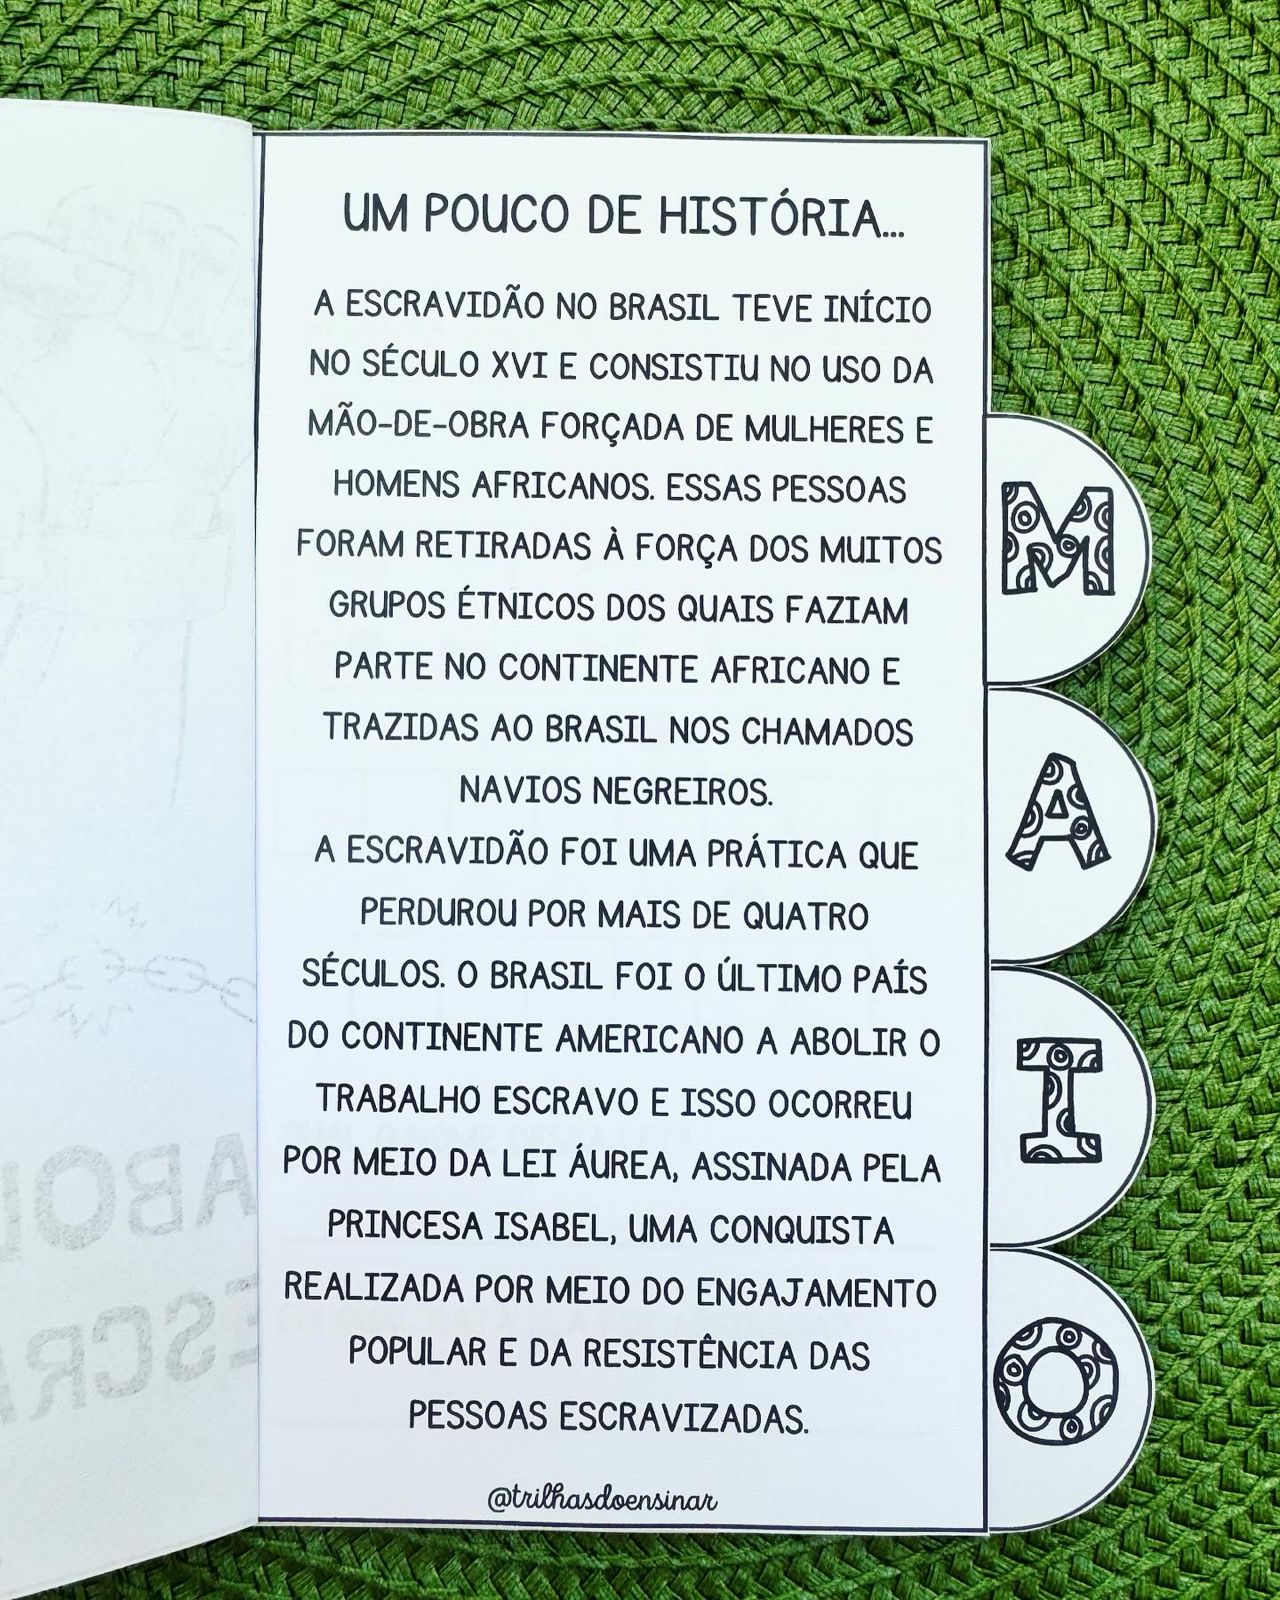 UM POUCO DE HISTÓRIA...
A ESCRAVIDÃO NO BRASIL TEVE INÍCIO
NO SÉCULO XVI E CONSISTIU NO USO DA
MÃO-DE-OBRA FORÇADA DE MULHERES E
HOMENS AFRICANOS. ESSAS PESSOAS
FORAM RETIRADAS À FORÇA DOS MUITOS
GRUPOS ÉTNICOS DOS QUAIS FAZIAM
PARTE NO CONTINENTE AFRICANO E
TRAZIDAS AO BRASIL NOS CHAMADOS
NAVIOS NEGREIROS.
A ESCRAVIDÃO FOI UMA PRÁTICA QUE
PERDUROU POR MAIS DE QUATRO
SÉCULOS. O BRASIL FOI O ÚLTIMO PAÍS
DO CONTINENTE AMERICANO A ABOLIR O
TRABALHO ESCRAVO E ISSO OCORREU
POR MEIO DA LEI ÁUREA, ASSINADA PELA
PRINCESA ISABEL, UMA CONQUISTA
REALIZADA POR MEIO DO ENGAJAMENTO
POPULAR E DA RESISTÊNCIA DAS
PESSOAS ESCRAVIZADAS.
@trilhasdoensinar
M
A
I
O